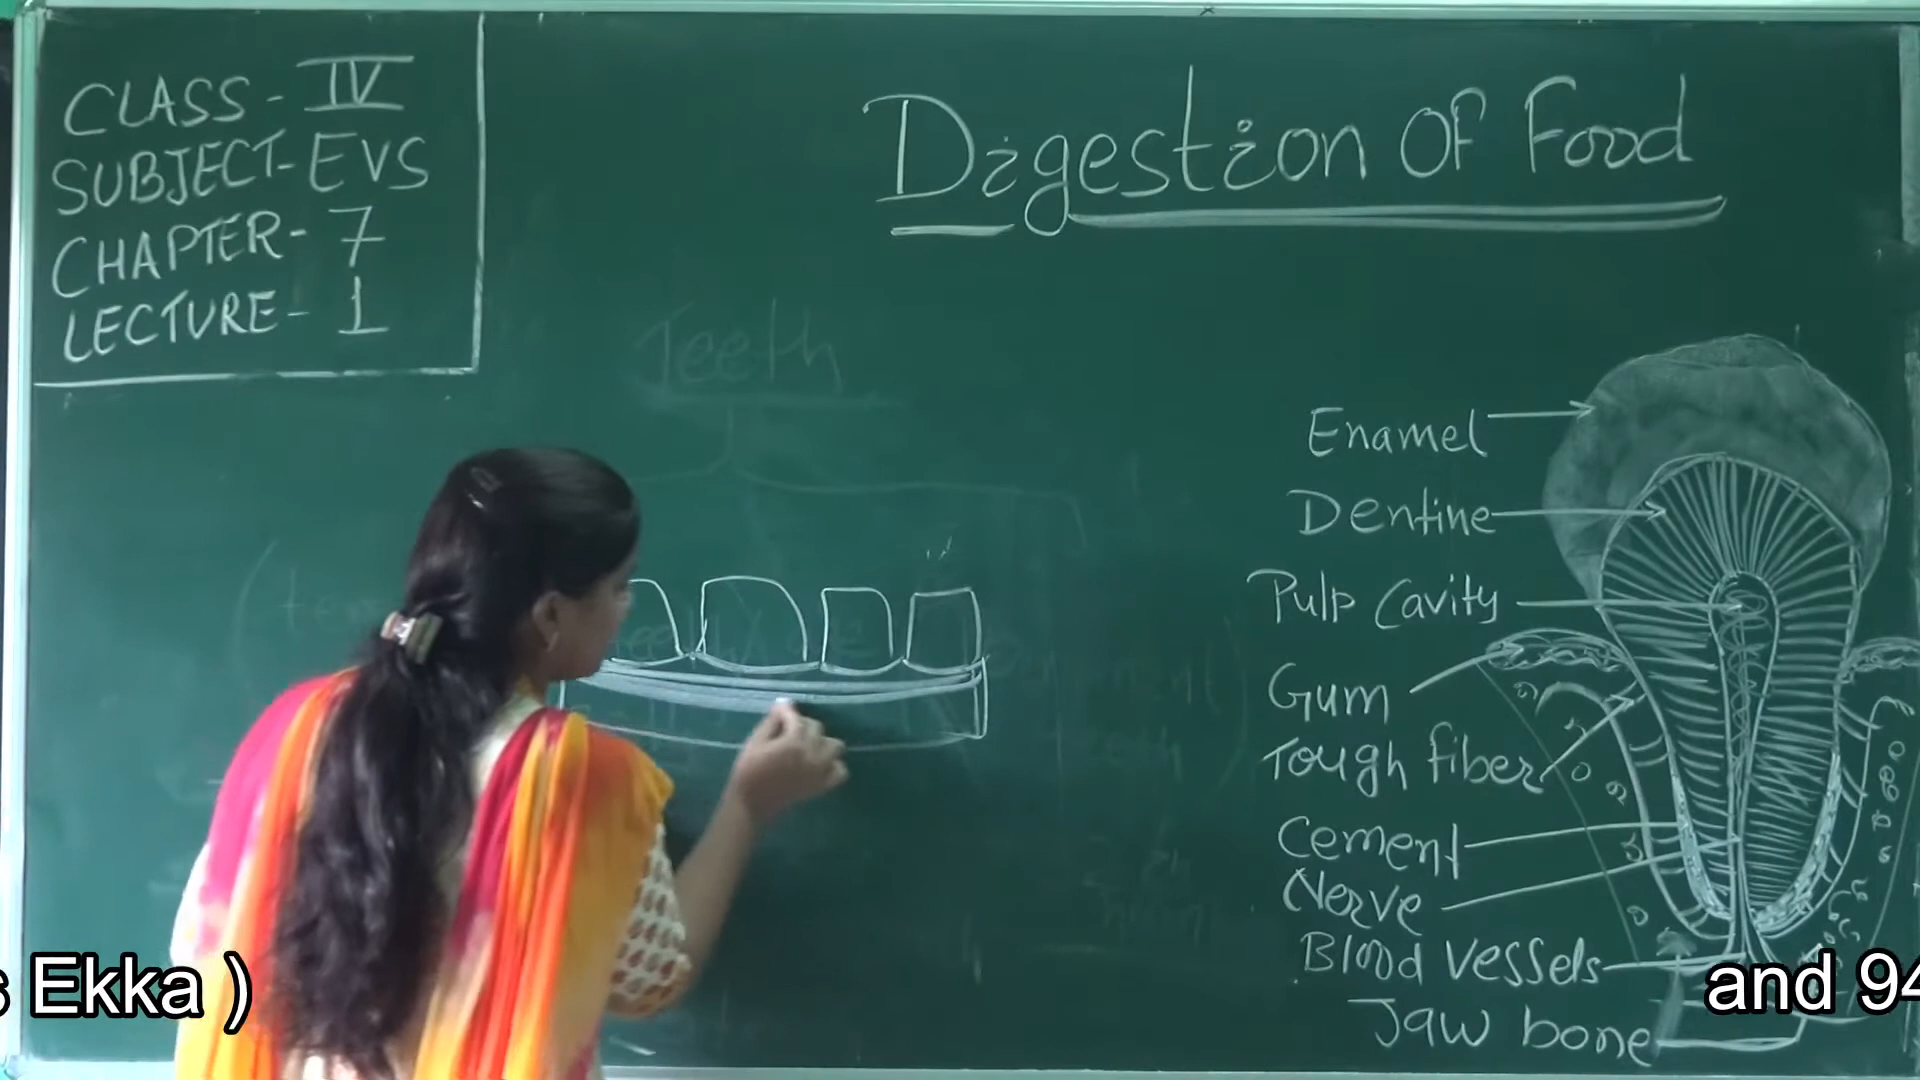 CLASS - IV
SUBJECT - EVS
CHAPTER - 7
LECTURE - 1
Digestion Of Food
Teeth
Enamel
Dentine
Pulp Cavity
Gum
Tough fiber
Cement
Nerve
Blood vessels
Jaw bone
s Ekka )
and 94